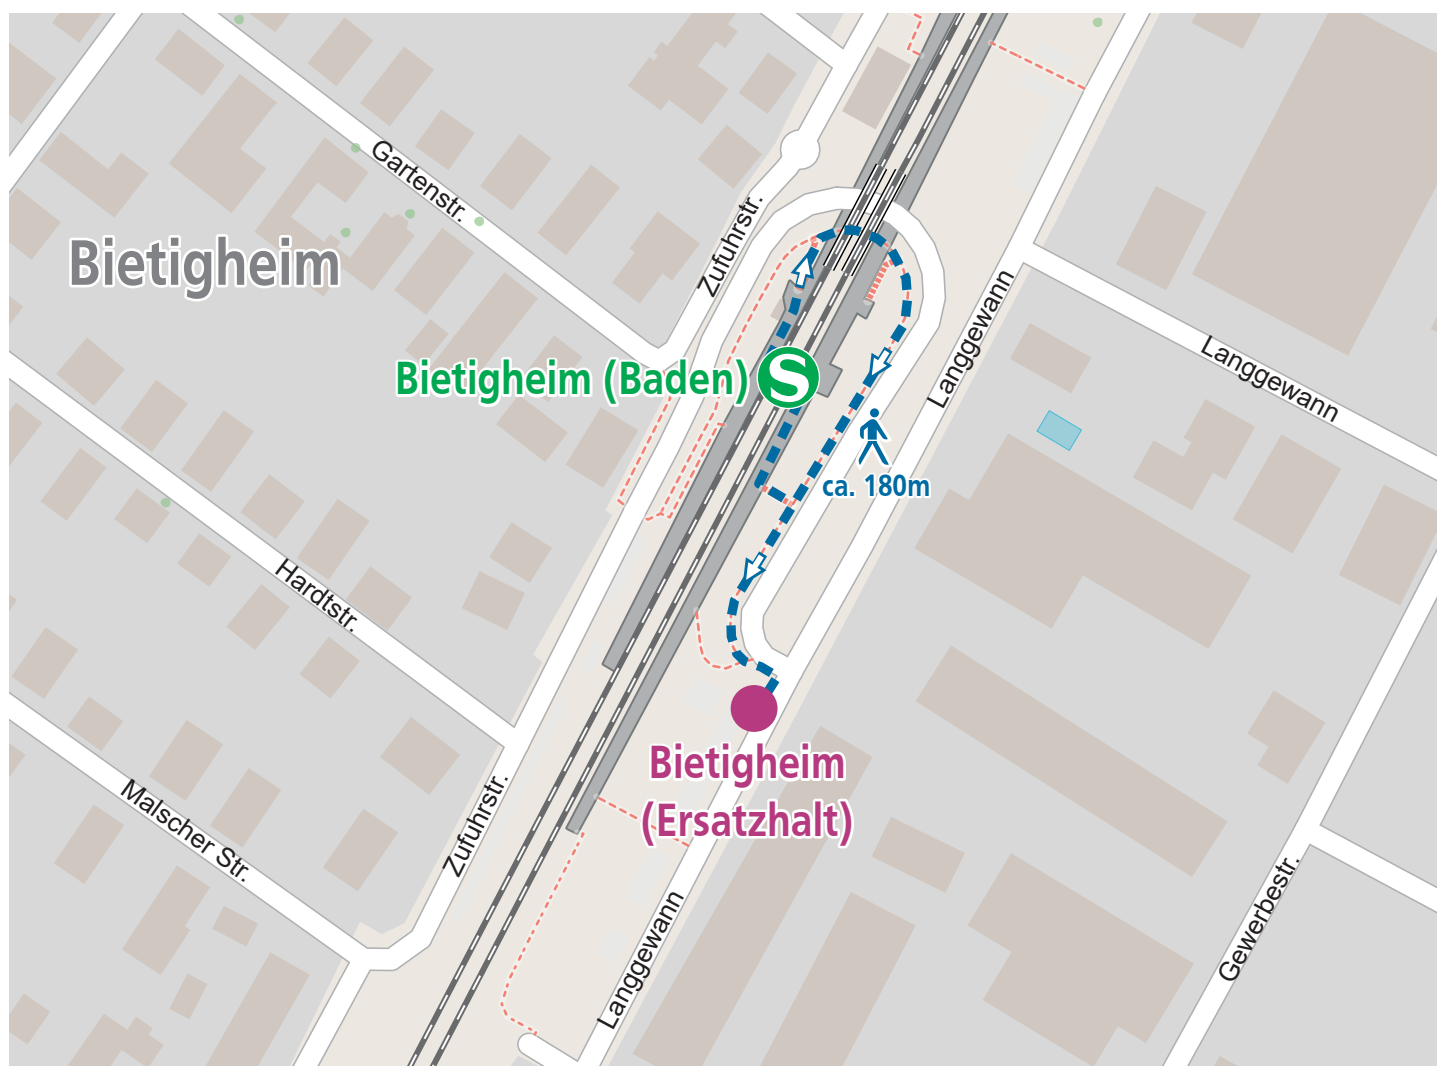 Gartenstr.
Zufuhrstr.
Bietigheim
Langgewann
Langgewann
Bietigheim (Baden)
S
ca. 180m
Hardtstr.
Bietigheim
(Ersatzhalt)
Malscher Str.
Zufuhrstr.
Langgewann
Gewerbestr.